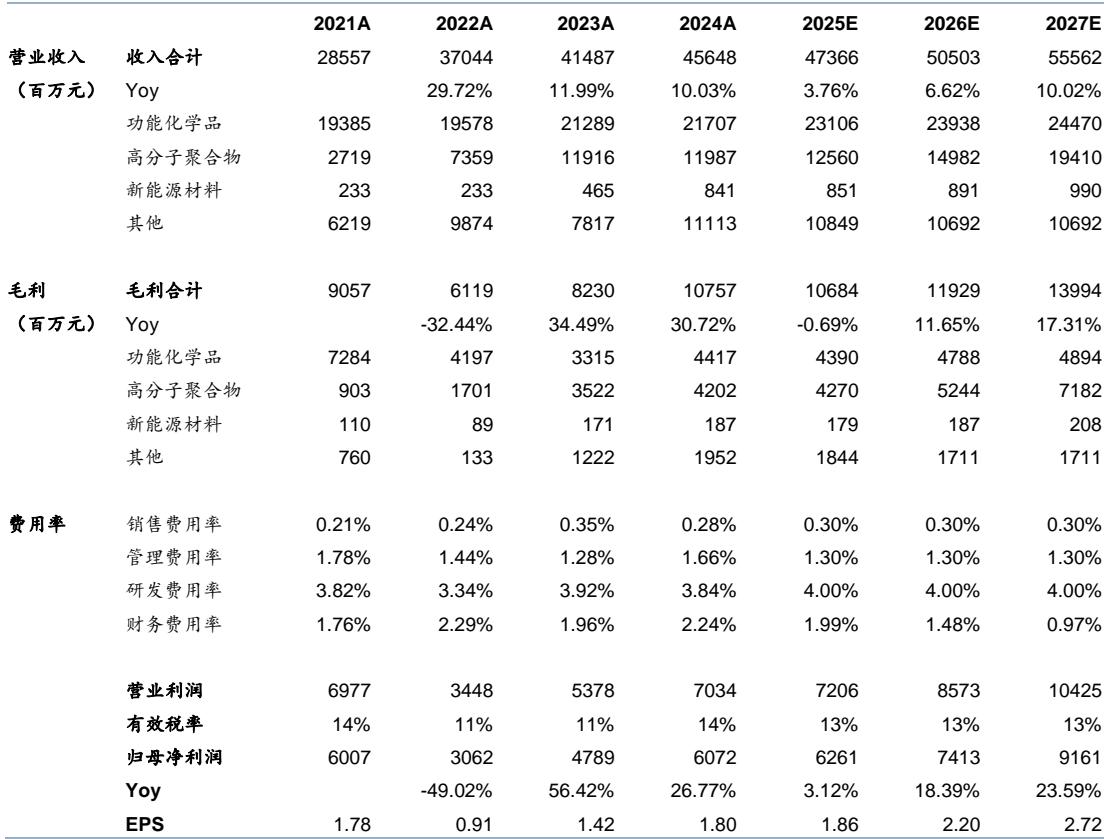 2021A 2022A 2023A 2024A 2025E 2026E 2027E
营业收入 收入合计 28557 37044 41487 45648 47366 50503 55562
（百万元） Yoy 29.72% 11.99% 10.03% 3.76% 6.62% 10.02%
功能化学品 19385 19578 21289 21707 23106 23938 24470
高分子聚合物 2719 7359 11916 11987 12560 14982 19410
新能源材料 233 233 465 841 851 891 990
其他 6219 9874 7817 11113 10849 10692 10692
毛利 毛利合计 9057 6119 8230 10757 10684 11929 13994
（百万元） Yoy -32.44% 34.49% 30.72% -0.69% 11.65% 17.31%
功能化学品 7284 4197 3315 4417 4390 4788 4894
高分子聚合物 903 1701 3522 4202 4270 5244 7182
新能源材料 110 89 171 187 179 187 208
其他 760 133 1222 1952 1844 1711 1711
费用率 销售费用率 0.21% 0.24% 0.35% 0.28% 0.30% 0.30% 0.30%
管理费用率 1.78% 1.44% 1.28% 1.66% 1.30% 1.30% 1.30%
研发费用率 3.82% 3.34% 3.92% 3.84% 4.00% 4.00% 4.00%
财务费用率 1.76% 2.29% 1.96% 2.24% 1.99% 1.48% 0.97%
营业利润 6977 3448 5378 7034 7206 8573 10425
有效税率 14% 11% 11% 14% 13% 13% 13%
归母净利润 6007 3062 4789 6072 6261 7413 9161
Yoy -49.02% 56.42% 26.77% 3.12% 18.39% 23.59%
EPS 1.78 0.91 1.42 1.80 1.86 2.20 2.72